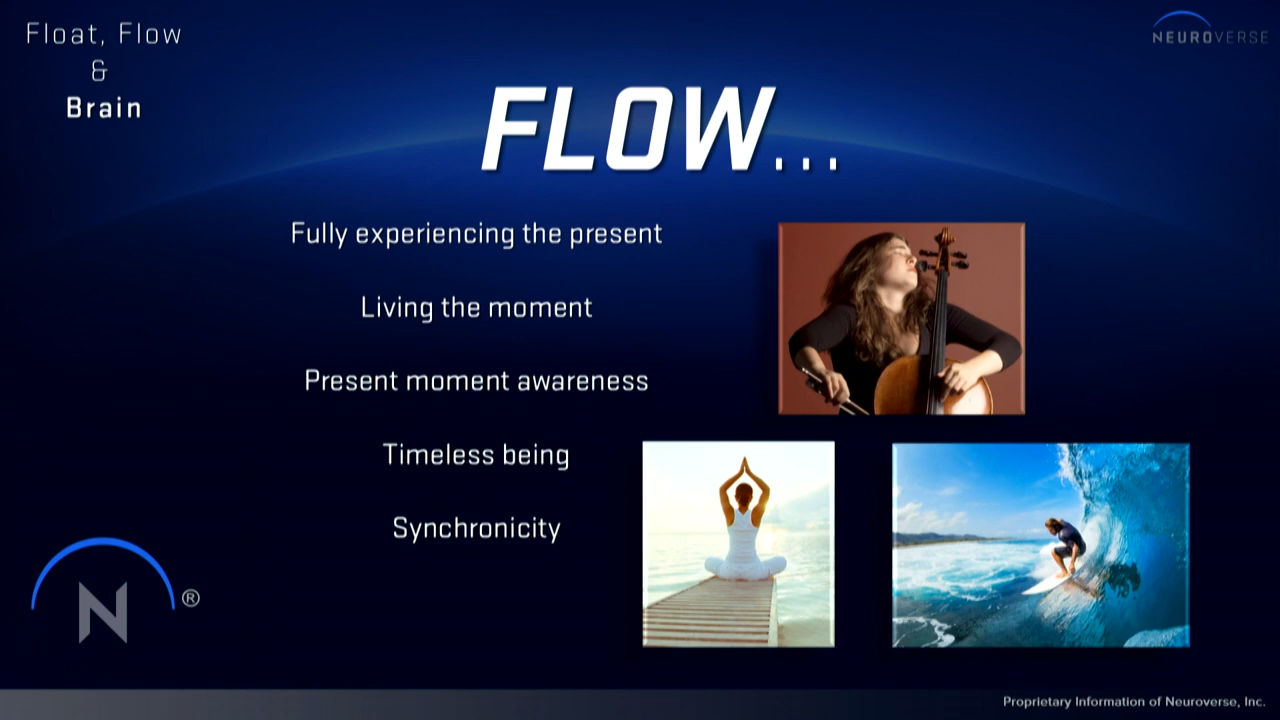 Float, Flow
&
Brain
NEUROVERSE
FLOW...
Fully experiencing the present
Living the moment
Present moment awareness
Timeless being
Synchronicity
N ®
Proprietary Information of Neuroverse, Inc.